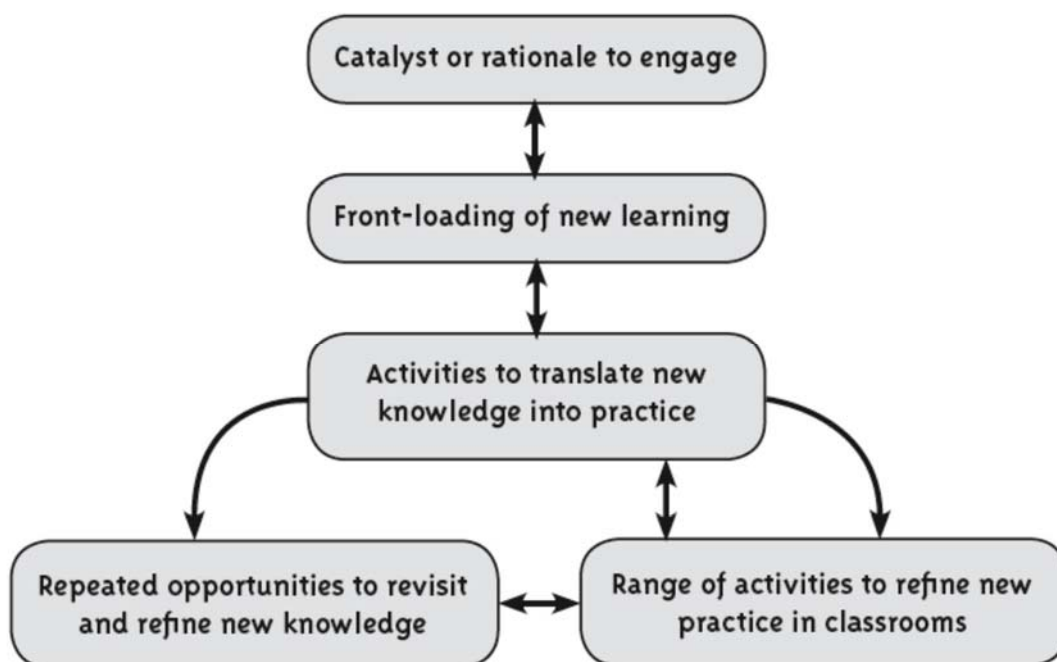 Catalyst or rationale to engage
Front-loading of new learning
Activities to translate new
knowledge into practice
Repeated opportunities to revisit
and refine new knowledge
Range of activities to refine new
practice in classrooms